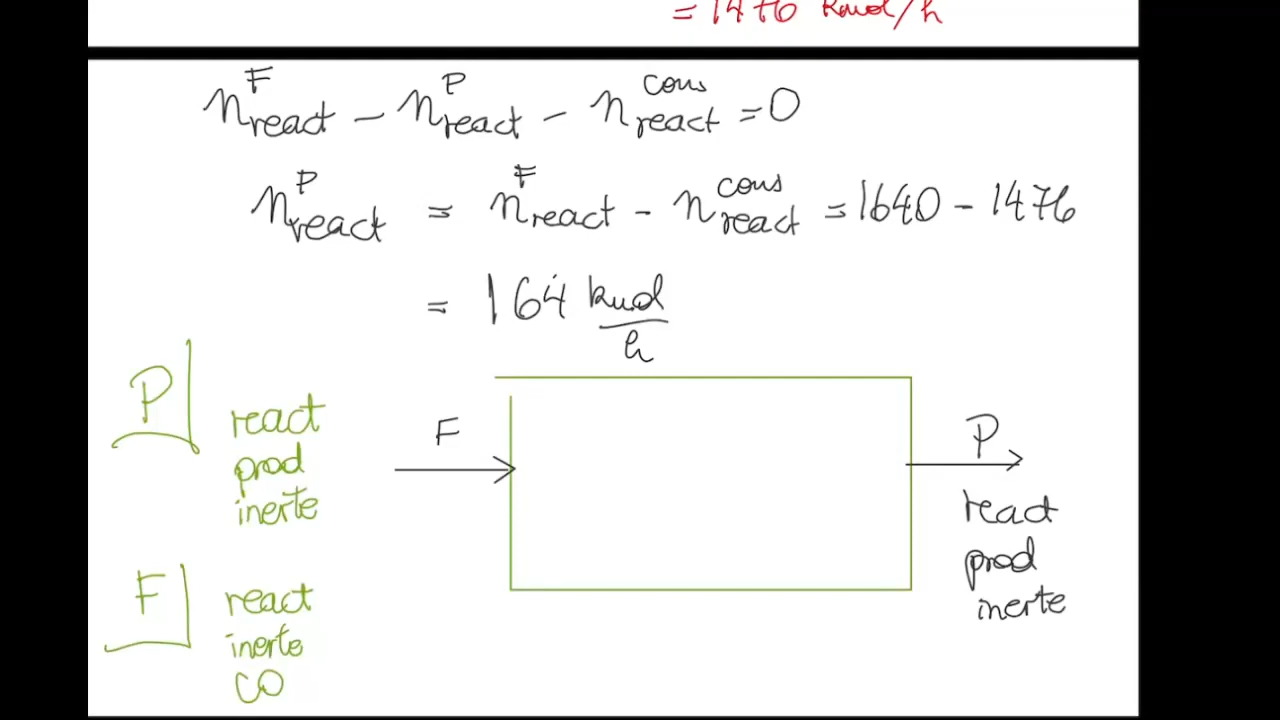 = 1476 kmol/h
n^F_react − n^P_react − n^cons_react = 0
n^P_react = n^F_react − n^cons_react = 1640 − 1476
= 164 kmol/h
P
react
prod
inerte
F
react
inerte
CO
F
P
react
prod
inerte